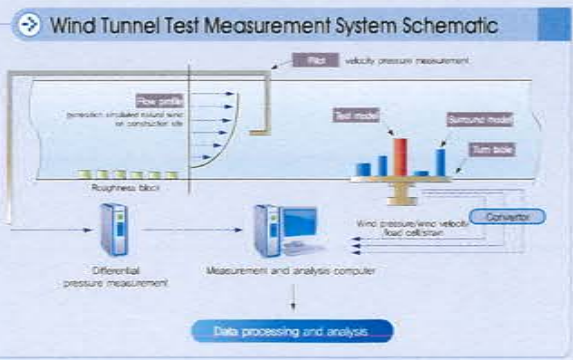 Wind Tunnel Test Measurement System Schematic
Pitot
velocity pressure measurement
Flow profile
generation simulated natural wind
on construction site
Test model
Surround model
Turn table
Roughness block
Convertor
Wind pressure/wind velocity
/load cell/strain
Differential
pressure measurement
Measurement and analysis computer
Data processing and analysis